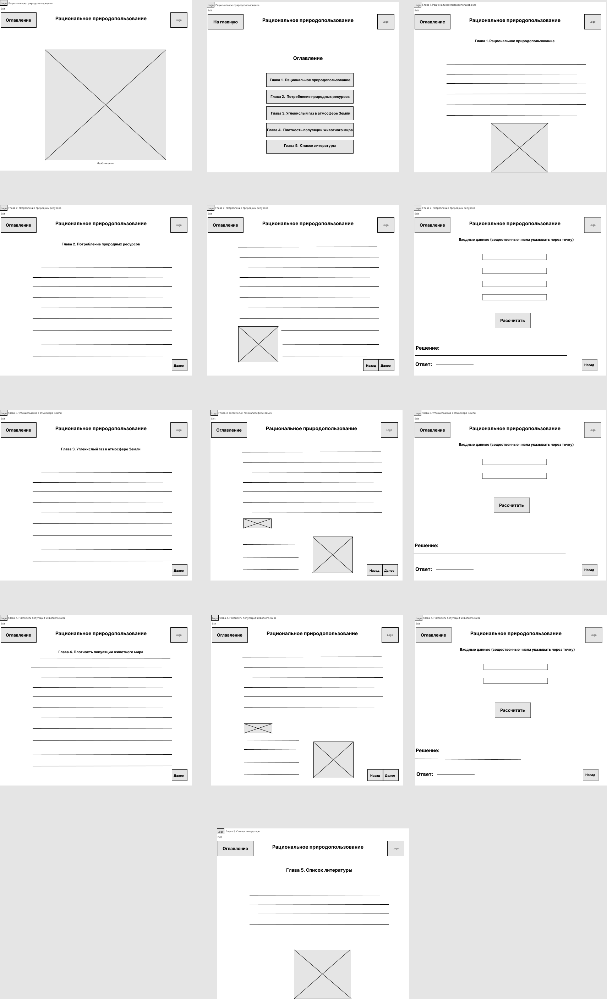 Logo Рациональное природопользование
Exit
Оглавление
Рациональное природопользование
Logo
Изображение
Logo Рациональное природопользование
Exit
На главную
Рациональное природопользование
Logo
Оглавление
Глава 1. Рациональное природопользование
Глава 2. Потребление природных ресурсов
Глава 3. Углекислый газ в атмосфере Земли
Глава 4. Плотность популяции животного мира
Глава 5. Список литературы
Logo Глава 1. Рациональное природопользование
Exit
Оглавление
Рациональное природопользование
Logo
Глава 1. Рациональное природопользование
Logo Глава 2. Потребление природных ресурсов
Exit
Оглавление
Рациональное природопользование
Logo
Глава 2. Потребление природных ресурсов
Далее
Logo Глава 2. Потребление природных ресурсов
Exit
Оглавление
Рациональное природопользование
Logo
Назад
Далее
Logo Глава 2. Потребление природных ресурсов
Exit
Оглавление
Рациональное природопользование
Logo
Входные данные (вещественные числа указывать через точку)
Рассчитать
Решение:
Ответ:
Назад
Logo Глава 3. Углекислый газ в атмосфере Земли
Exit
Оглавление
Рациональное природопользование
Logo
Глава 3. Углекислый газ в атмосфере Земли
Далее
Logo Глава 3. Углекислый газ в атмосфере Земли
Exit
Оглавление
Рациональное природопользование
Logo
Назад
Далее
Logo Глава 3. Углекислый газ в атмосфере Земли
Exit
Оглавление
Рациональное природопользование
Logo
Входные данные (вещественные числа указывать через точку)
Рассчитать
Решение:
Ответ:
Назад
Logo Глава 4. Плотность популяции животного мира
Exit
Оглавление
Рациональное природопользование
Logo
Глава 4. Плотность популяции животного мира
Далее
Logo Глава 4. Плотность популяции животного мира
Exit
Оглавление
Рациональное природопользование
Logo
Назад
Далее
Logo Глава 4. Плотность популяции животного мира
Exit
Оглавление
Рациональное природопользование
Logo
Входные данные (вещественные числа указывать через точку)
Рассчитать
Решение:
Ответ:
Назад
Logo Глава 5. Список литературы
Exit
Оглавление
Рациональное природопользование
Logo
Глава 5. Список литературы